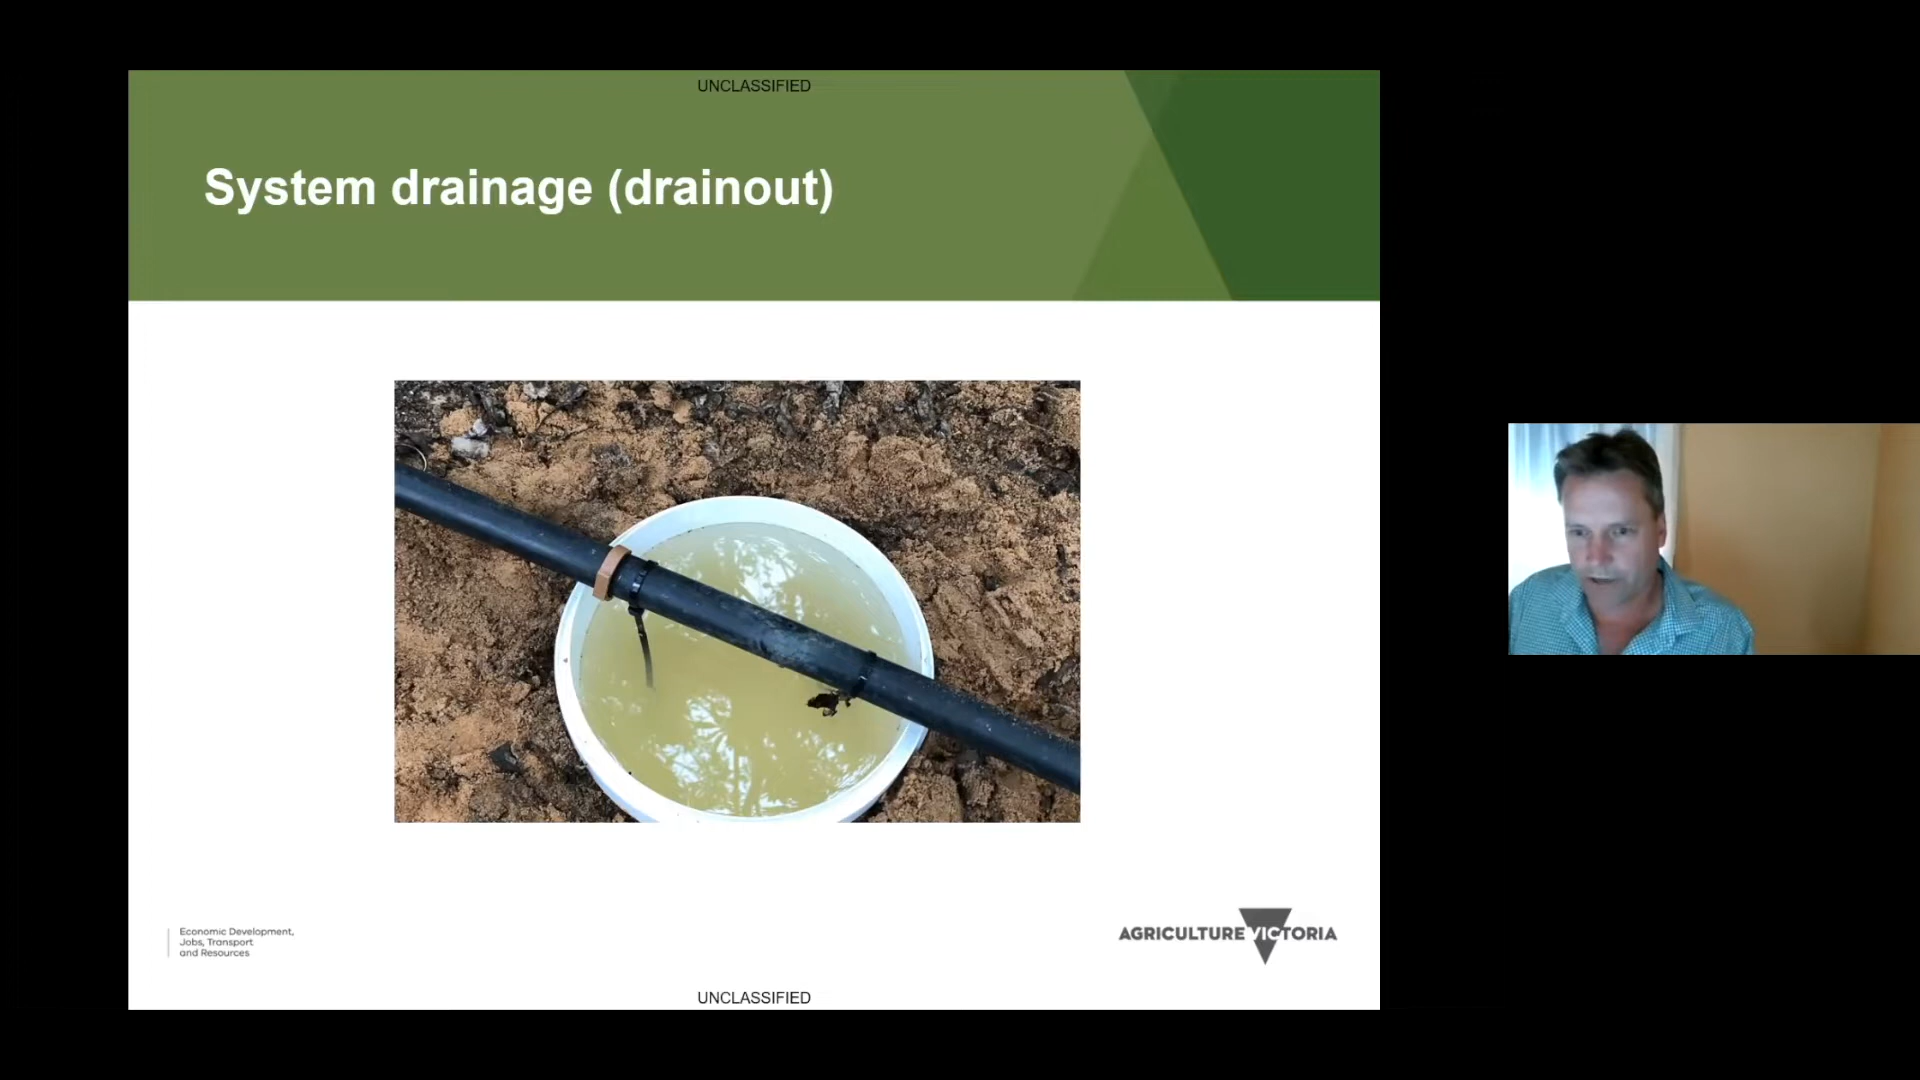 UNCLASSIFIED
System drainage (drainout)
Economic Development,
Jobs, Transport
and Resources
AGRICULTURE VICTORIA
UNCLASSIFIED